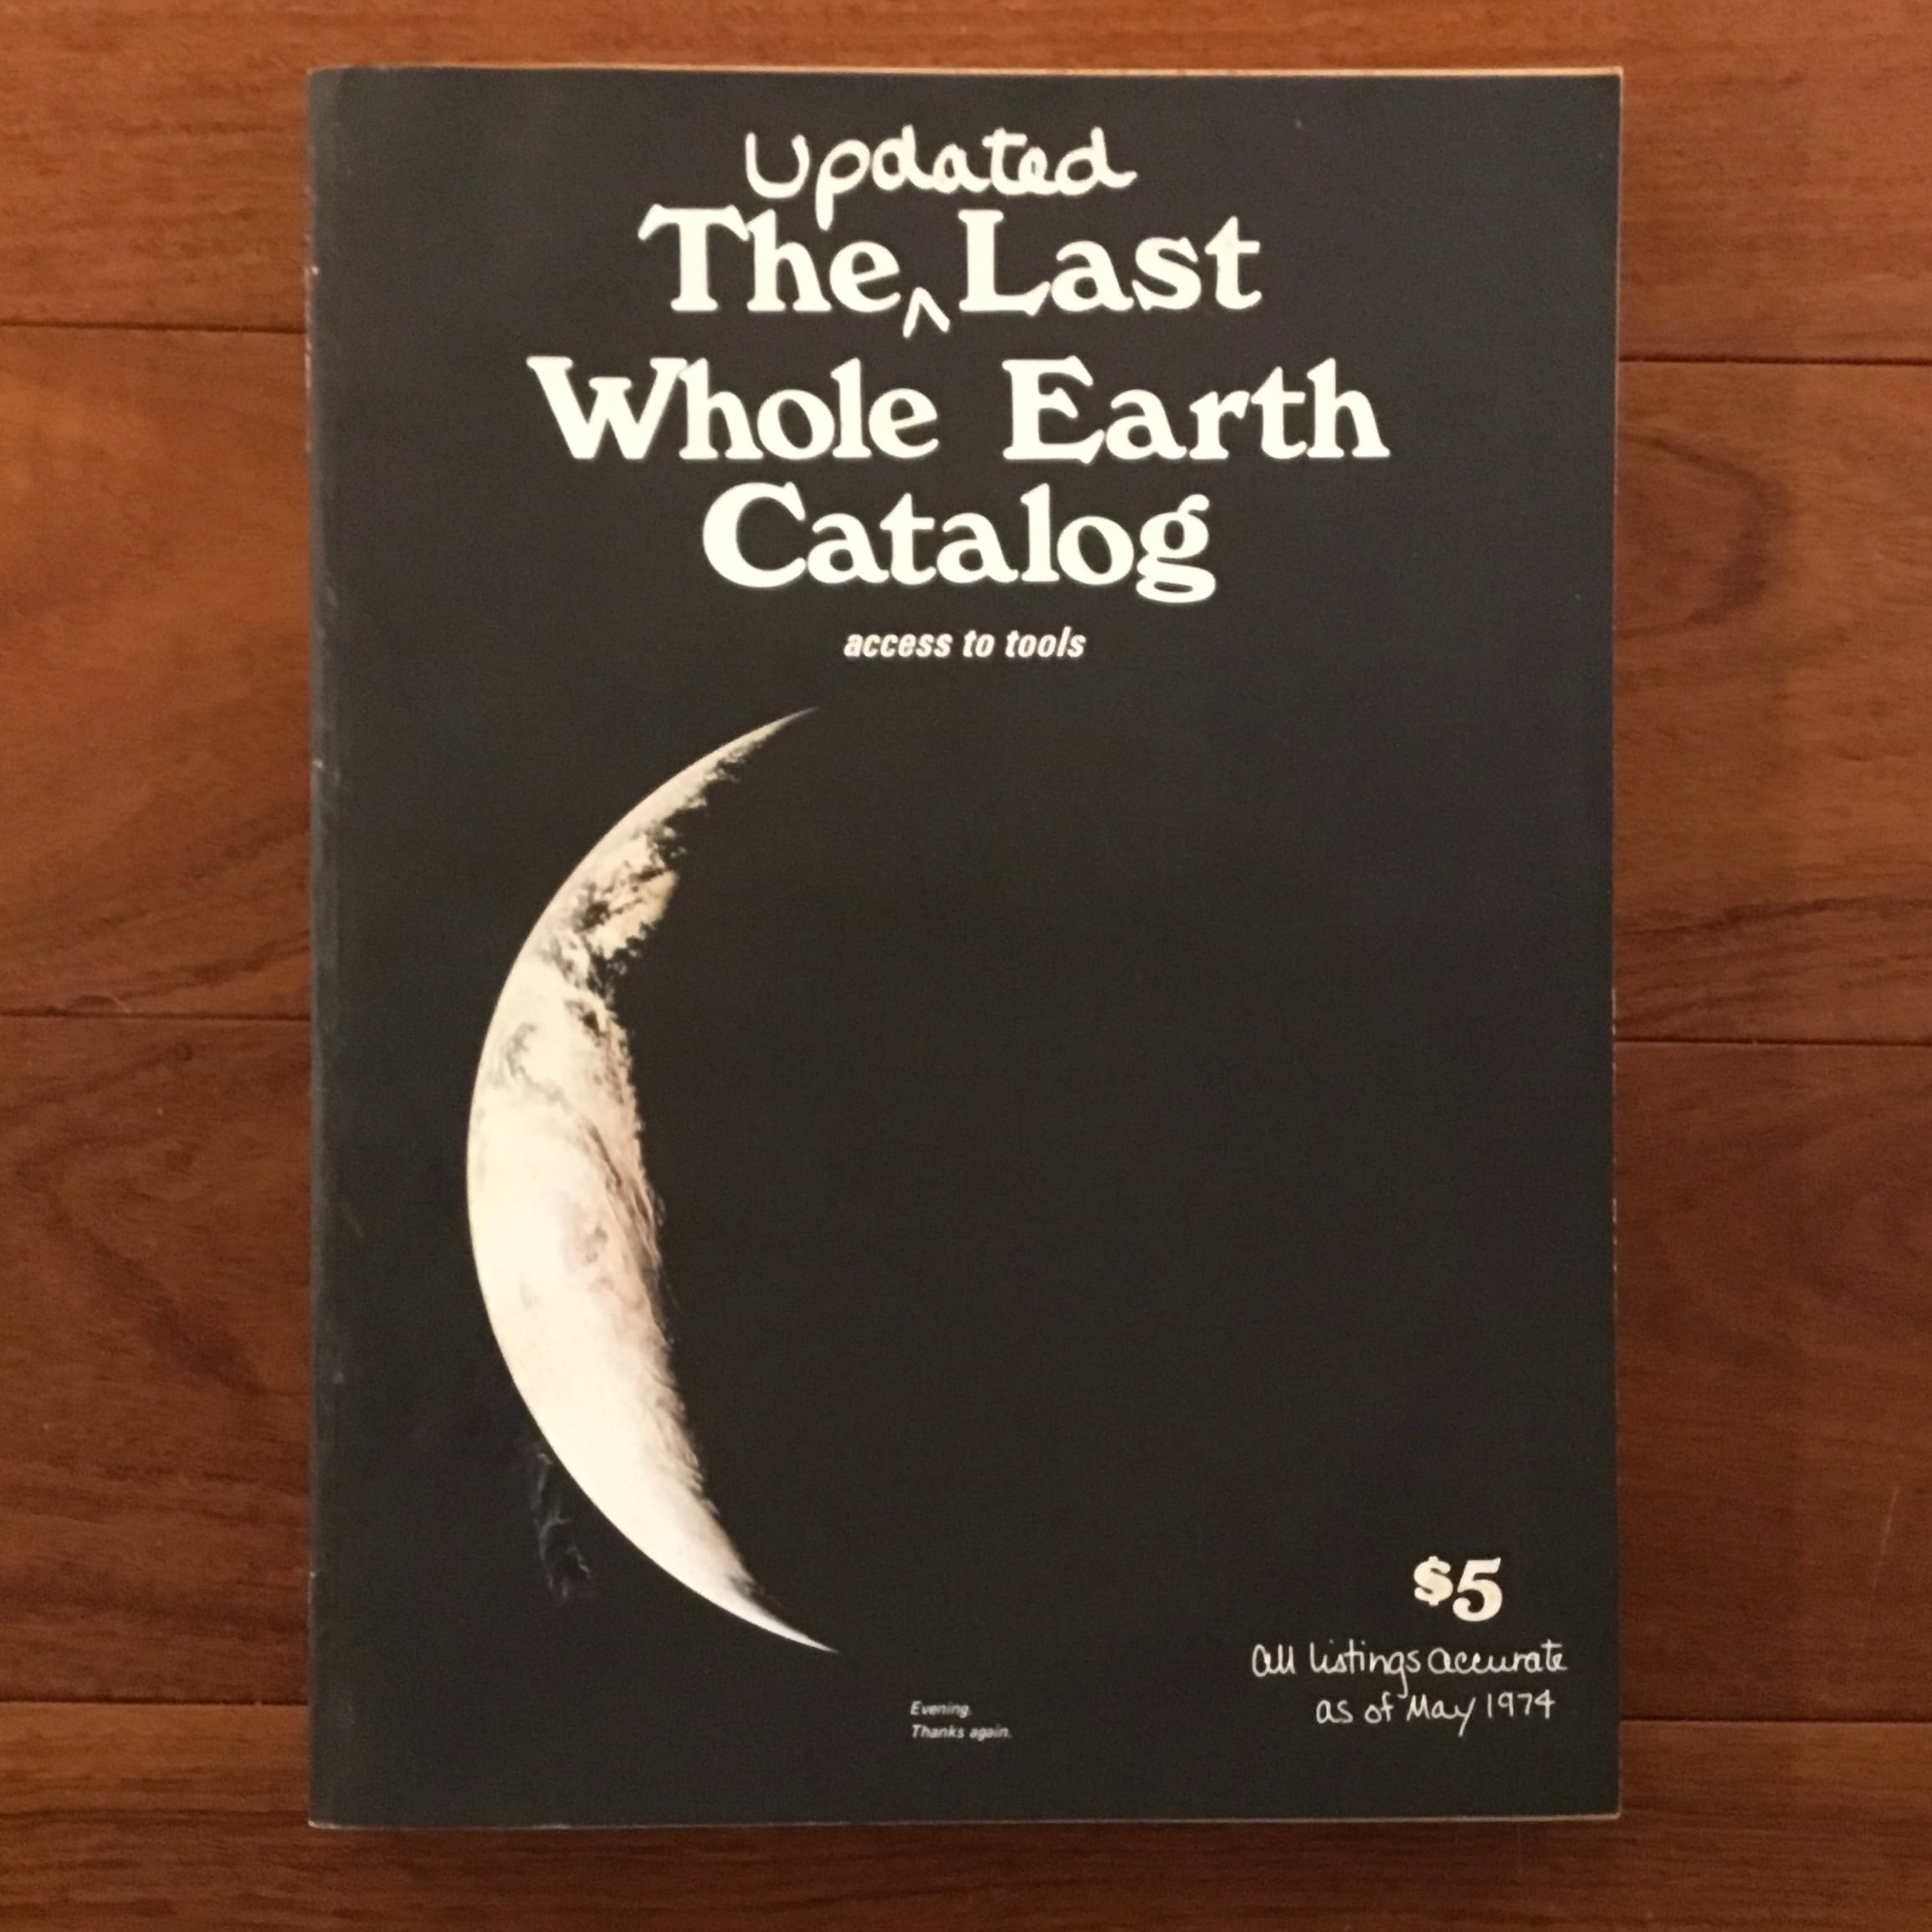 Updated
The ^ Last
Whole Earth
Catalog
access to tools
$5
all listings accurate
as of May 1974
Evening.
Thanks again.